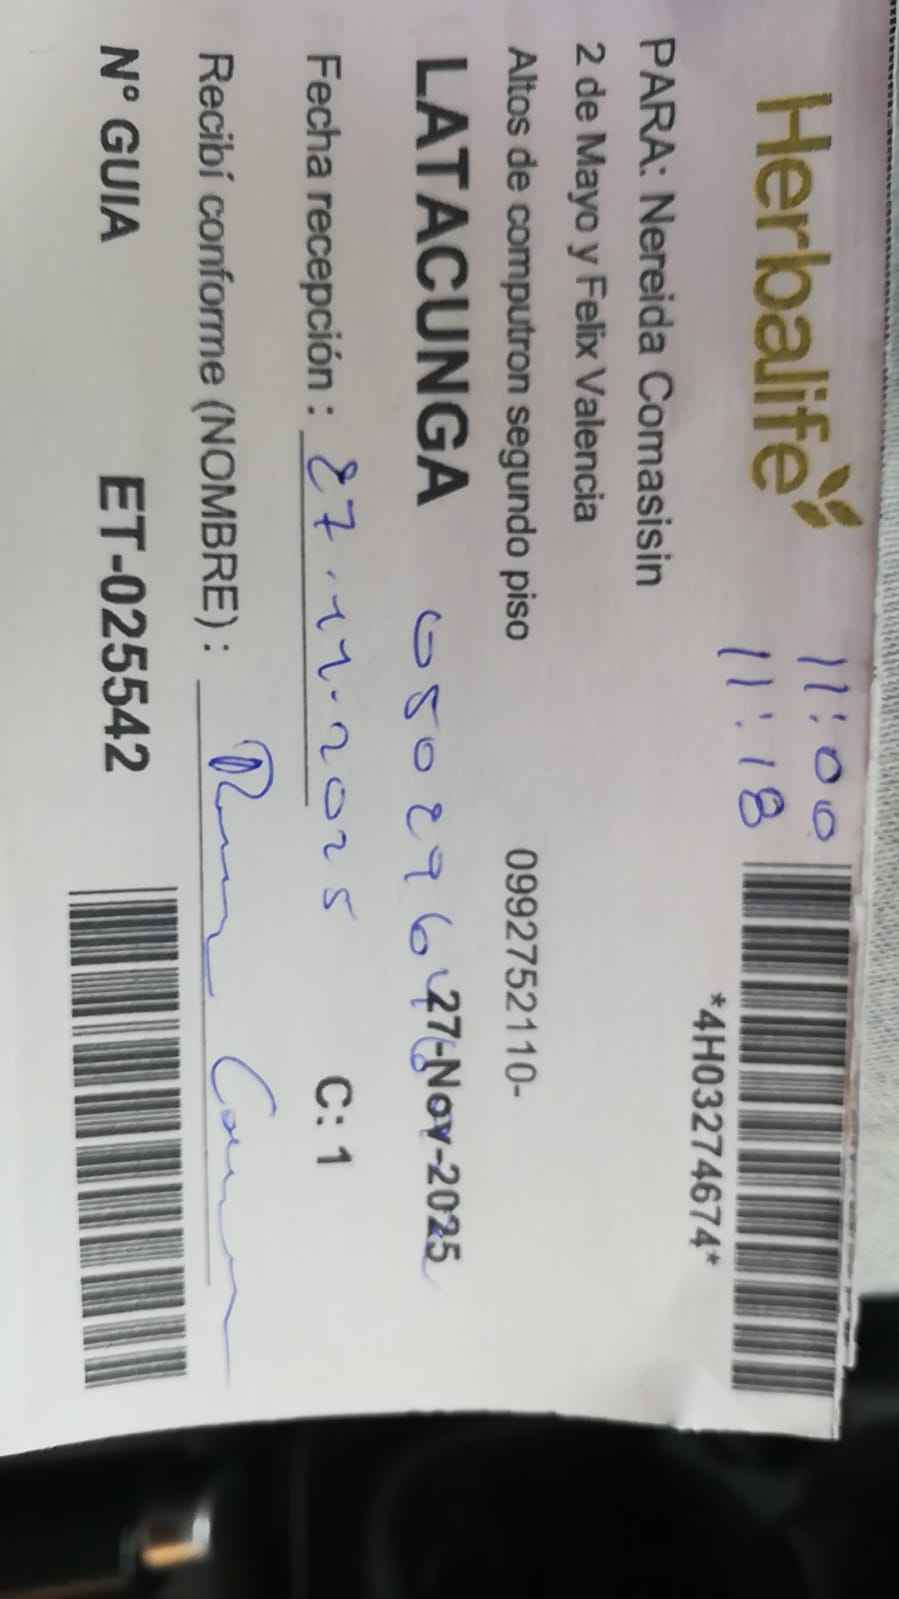 Herbalife
11:00
11:18
*4H03274674*
PARA: Nereida Comasisin
2 de Mayo y Felix Valencia
Altos de computron segundo piso 0992752110-
LATACUNGA 27-Nov-2025
Fecha recepción : 27.11.2025 C: 1
Recibí conforme (NOMBRE) :
N° GUIA ET-025542